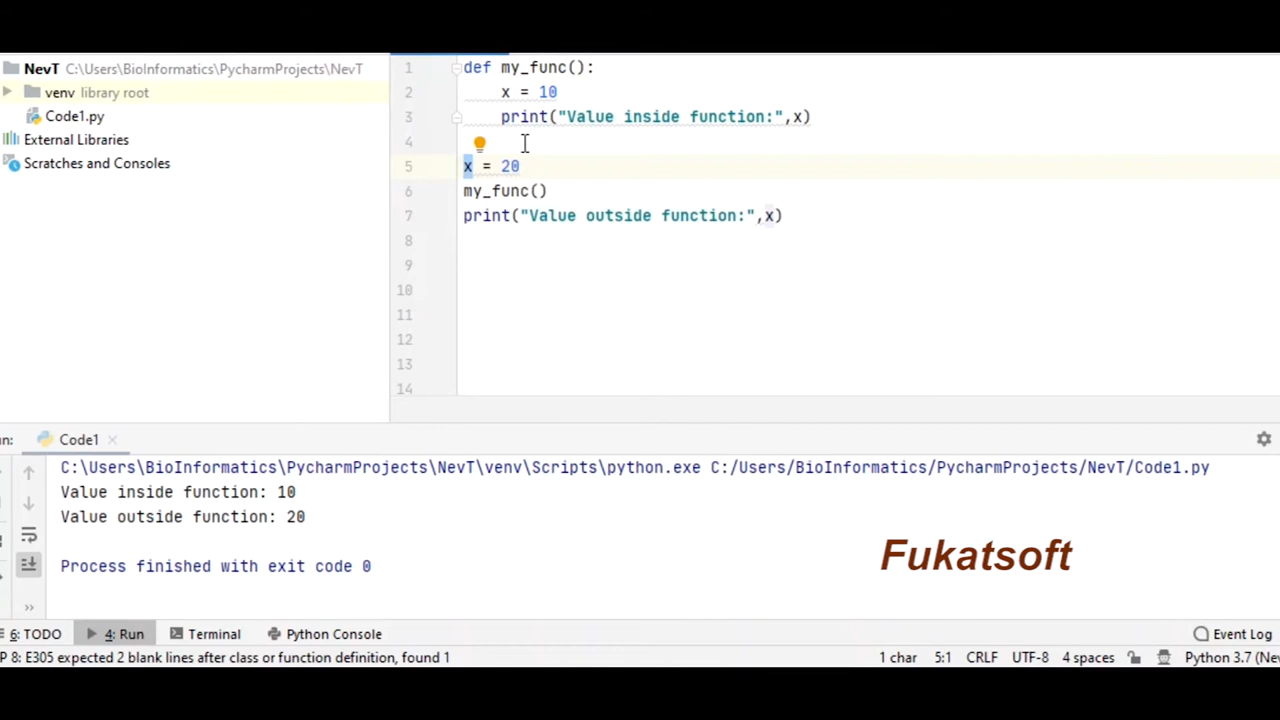 NevT C:\Users\BioInformatics\PycharmProjects\NevT
venv library root
Code1.py
External Libraries
Scratches and Consoles
1 def my_func():
2 x = 10
3 print("Value inside function:",x)
4
5 x = 20
6 my_func()
7 print("Value outside function:",x)
8
9
10
11
12
13
14
un: Code1
C:\Users\BioInformatics\PycharmProjects\NevT\venv\Scripts\python.exe C:/Users/BioInformatics/PycharmProjects/NevT/Code1.py
Value inside function: 10
Value outside function: 20
Process finished with exit code 0
Fukatsoft
6: TODO 4: Run Terminal Python Console Event Log
P 8: E305 expected 2 blank lines after class or function definition, found 1 1 char 5:1 CRLF UTF-8 4 spaces Python 3.7 (Nev